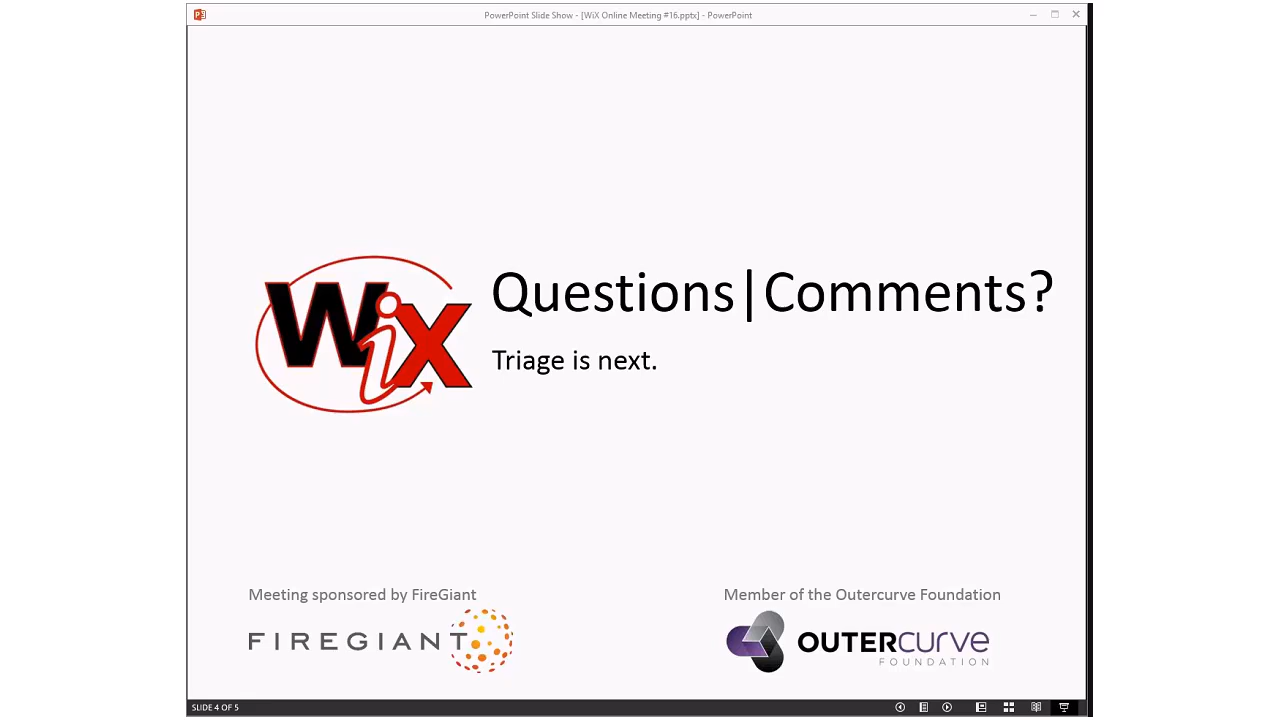 PowerPoint Slide Show - [WiX Online Meeting #16.pptx] - PowerPoint
WiX
Questions|Comments?
Triage is next.
Meeting sponsored by FireGiant
FIREGIANT
Member of the Outercurve Foundation
OUTERCURVE
FOUNDATION
SLIDE 4 OF 5